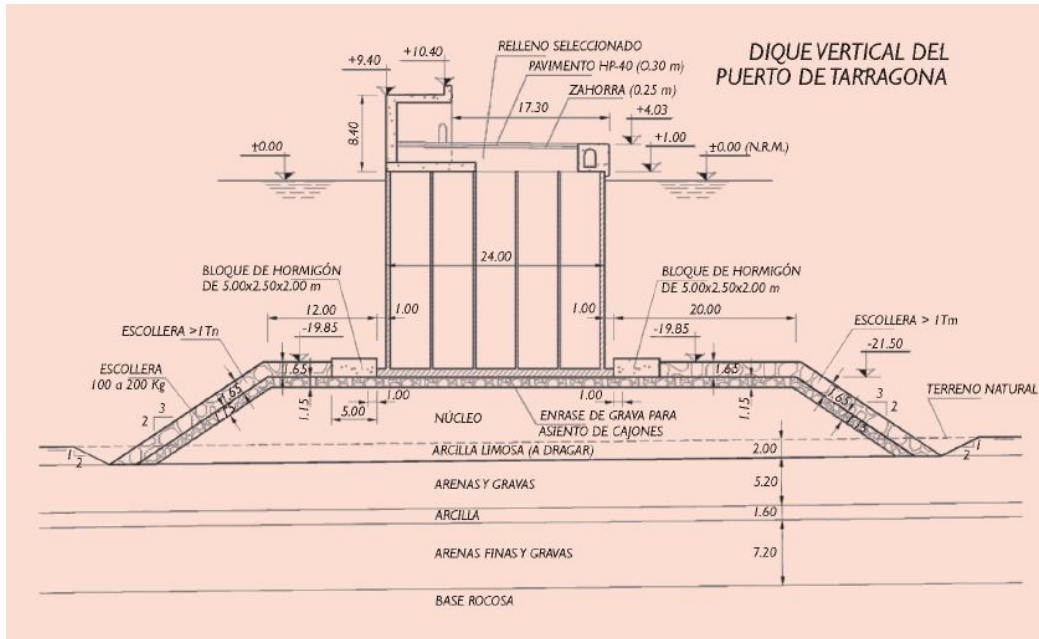 DIQUE VERTICAL DEL
PUERTO DE TARRAGONA
RELLENO SELECCIONADO
PAVIMENTO HP-40 (0.30 m)
ZAHORRA (0.25 m)
+10.40
+9.40
17.30
+4.03
+1.00
8.40
±0.00
±0.00 (N.R.M.)
24.00
BLOQUE DE HORMIGÓN
DE 5.00x2.50x2.00 m
BLOQUE DE HORMIGÓN
DE 5.00x2.50x2.00 m
12.00
1.00
1.00
20.00
ESCOLLERA >1Tn
-19.85
-19.85
ESCOLLERA > 1Tm
-21.50
ESCOLLERA
100 a 200 Kg
1.65
1.65
1.65
1.15
1.65
1.15
TERRENO NATURAL
1.15
5.00
1.00
1.00
1.15
3
2
3
2
NÚCLEO
ENRASE DE GRAVA PARA
ASIENTO DE CAJONES
1
2
ARCILLA LIMOSA (A DRAGAR)
2.00
1
2
ARENAS Y GRAVAS
5.20
ARCILLA
1.60
ARENAS FINAS Y GRAVAS
7.20
BASE ROCOSA